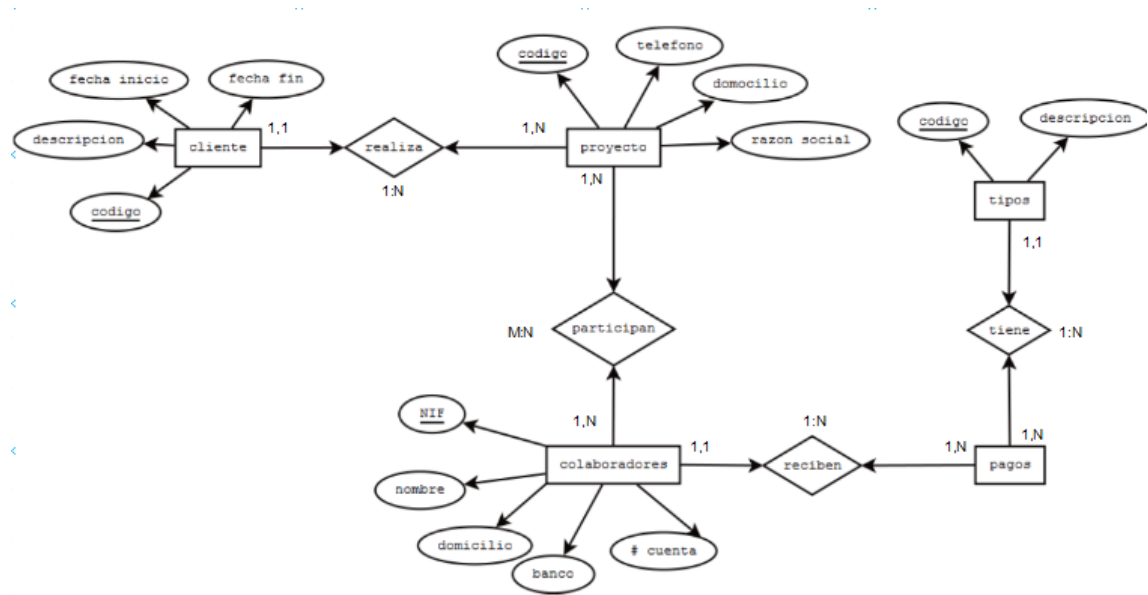 codigo
telefono
fecha inicio
fecha fin
domocilio
codigo
descripcion
descripcion
1,1
1,N
razon social
cliente
realiza
proyecto
1,N
1:N
codigo
tipos
1,1
M:N
participan
tiene
1:N
NIF
1,N
1:N
1,1
1,N
1,N
colaboradores
reciben
pagos
nombre
domicilio
# cuenta
banco